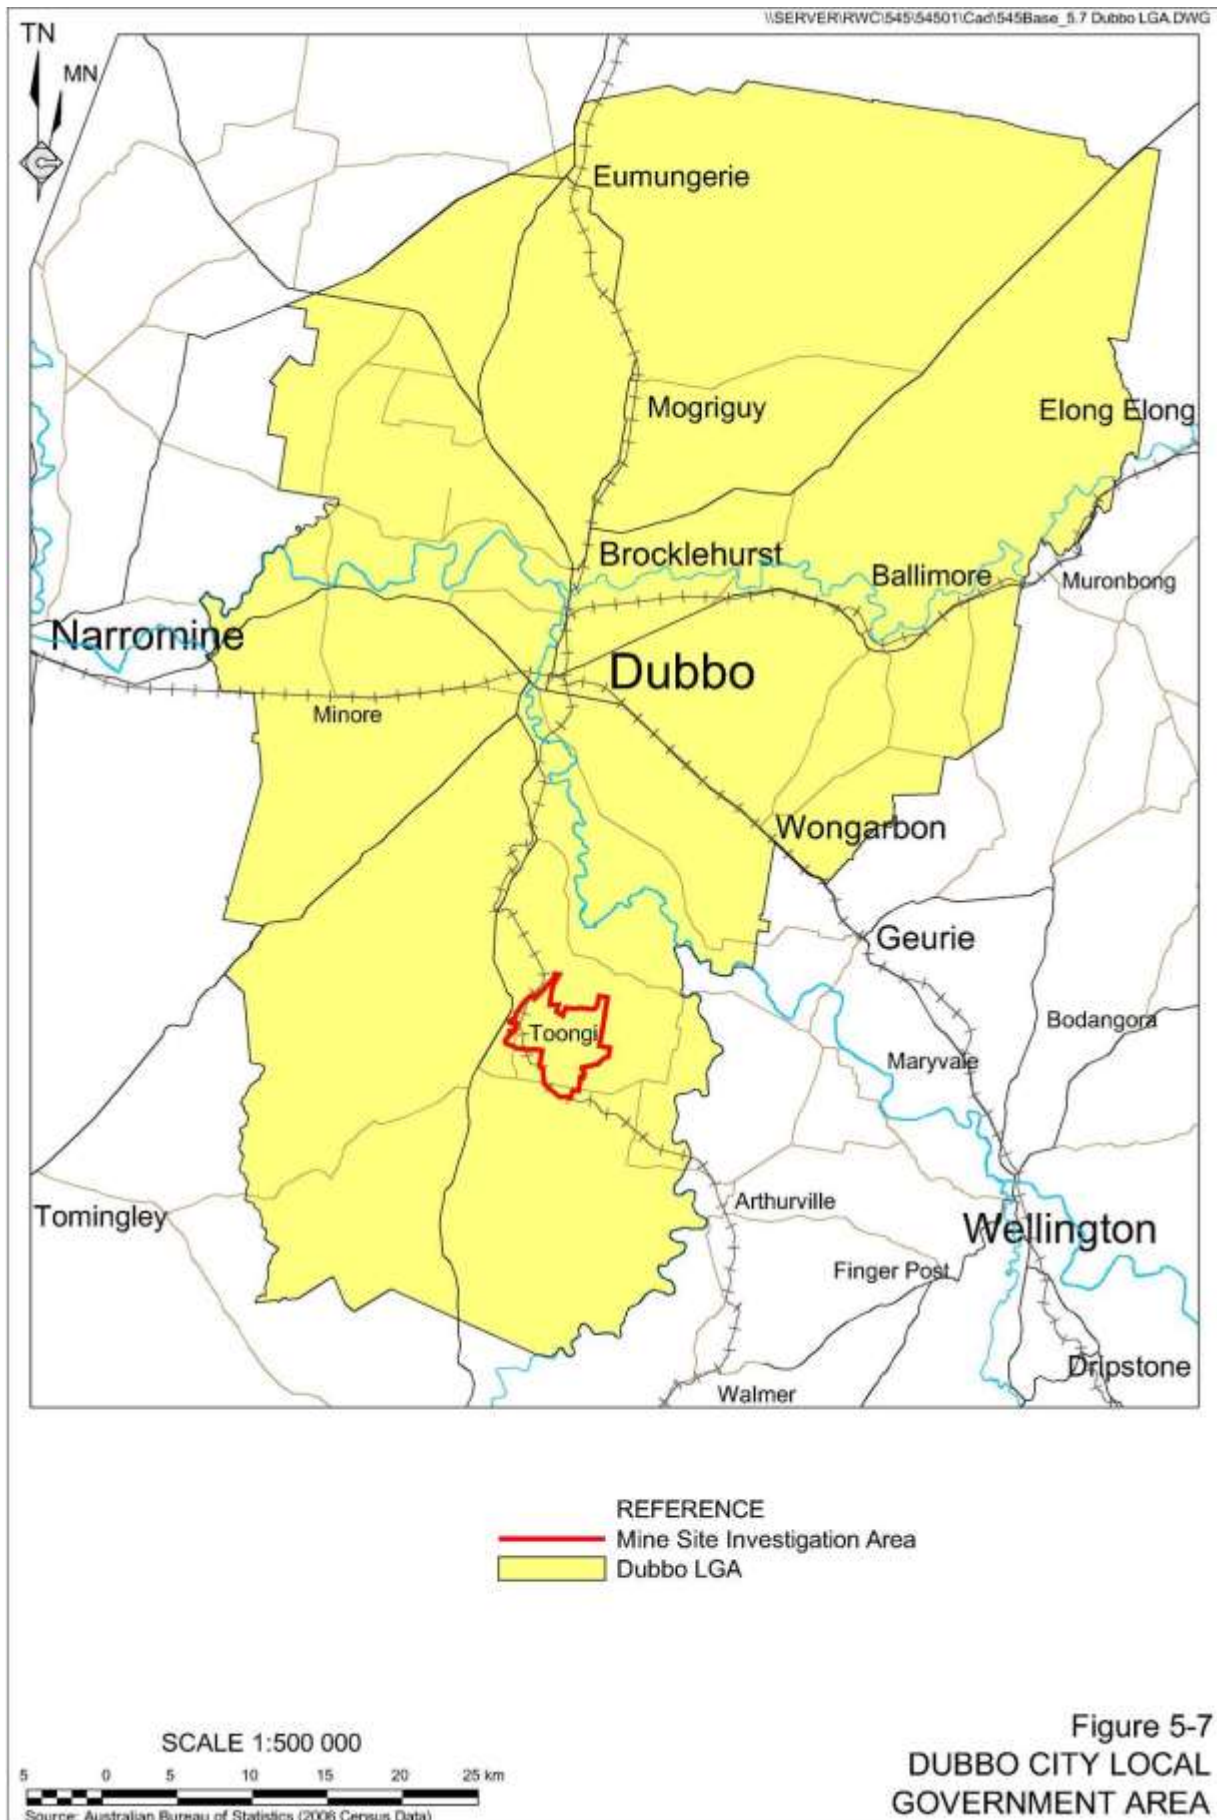 \\SERVER\RWC\545\54501\Cad\545Base_5.7 Dubbo LGA.DWG
TN
MN
Eumungerie
Mogriguy
Elong Elong
Brocklehurst
Ballimore
Muronbong
Narromine
Dubbo
Minore
Wongarbon
Geurie
Toongi
Bodangora
Maryvale
Arthurville
Tomingley
Wellington
Finger Post
Dripstone
Walmer
REFERENCE
Mine Site Investigation Area
Dubbo LGA
SCALE 1:500 000
5 0 5 10 15 20 25 km
Source: Australian Bureau of Statistics (2006 Census Data)
Figure 5-7
DUBBO CITY LOCAL
GOVERNMENT AREA